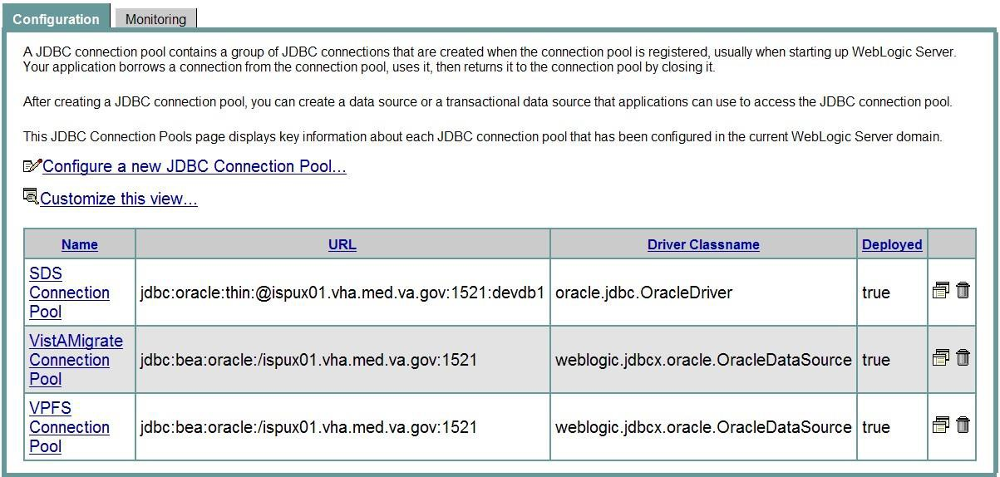 Configuration Monitoring
A JDBC connection pool contains a group of JDBC connections that are created when the connection pool is registered, usually when starting up WebLogic Server.
Your application borrows a connection from the connection pool, uses it, then returns it to the connection pool by closing it.
After creating a JDBC connection pool, you can create a data source or a transactional data source that applications can use to access the JDBC connection pool.
This JDBC Connection Pools page displays key information about each JDBC connection pool that has been configured in the current WebLogic Server domain.
Configure a new JDBC Connection Pool...
Customize this view...
Name URL Driver Classname Deployed
SDS
Connection
Pool
jdbc:oracle:thin:@ispux01.vha.med.va.gov:1521:devdb1 oracle.jdbc.OracleDriver true
VistAMigrate
Connection
Pool
jdbc:bea:oracle:/ispux01.vha.med.va.gov:1521 weblogic.jdbcx.oracle.OracleDataSource true
VPFS
Connection
Pool
jdbc:bea:oracle:/ispux01.vha.med.va.gov:1521 weblogic.jdbcx.oracle.OracleDataSource true